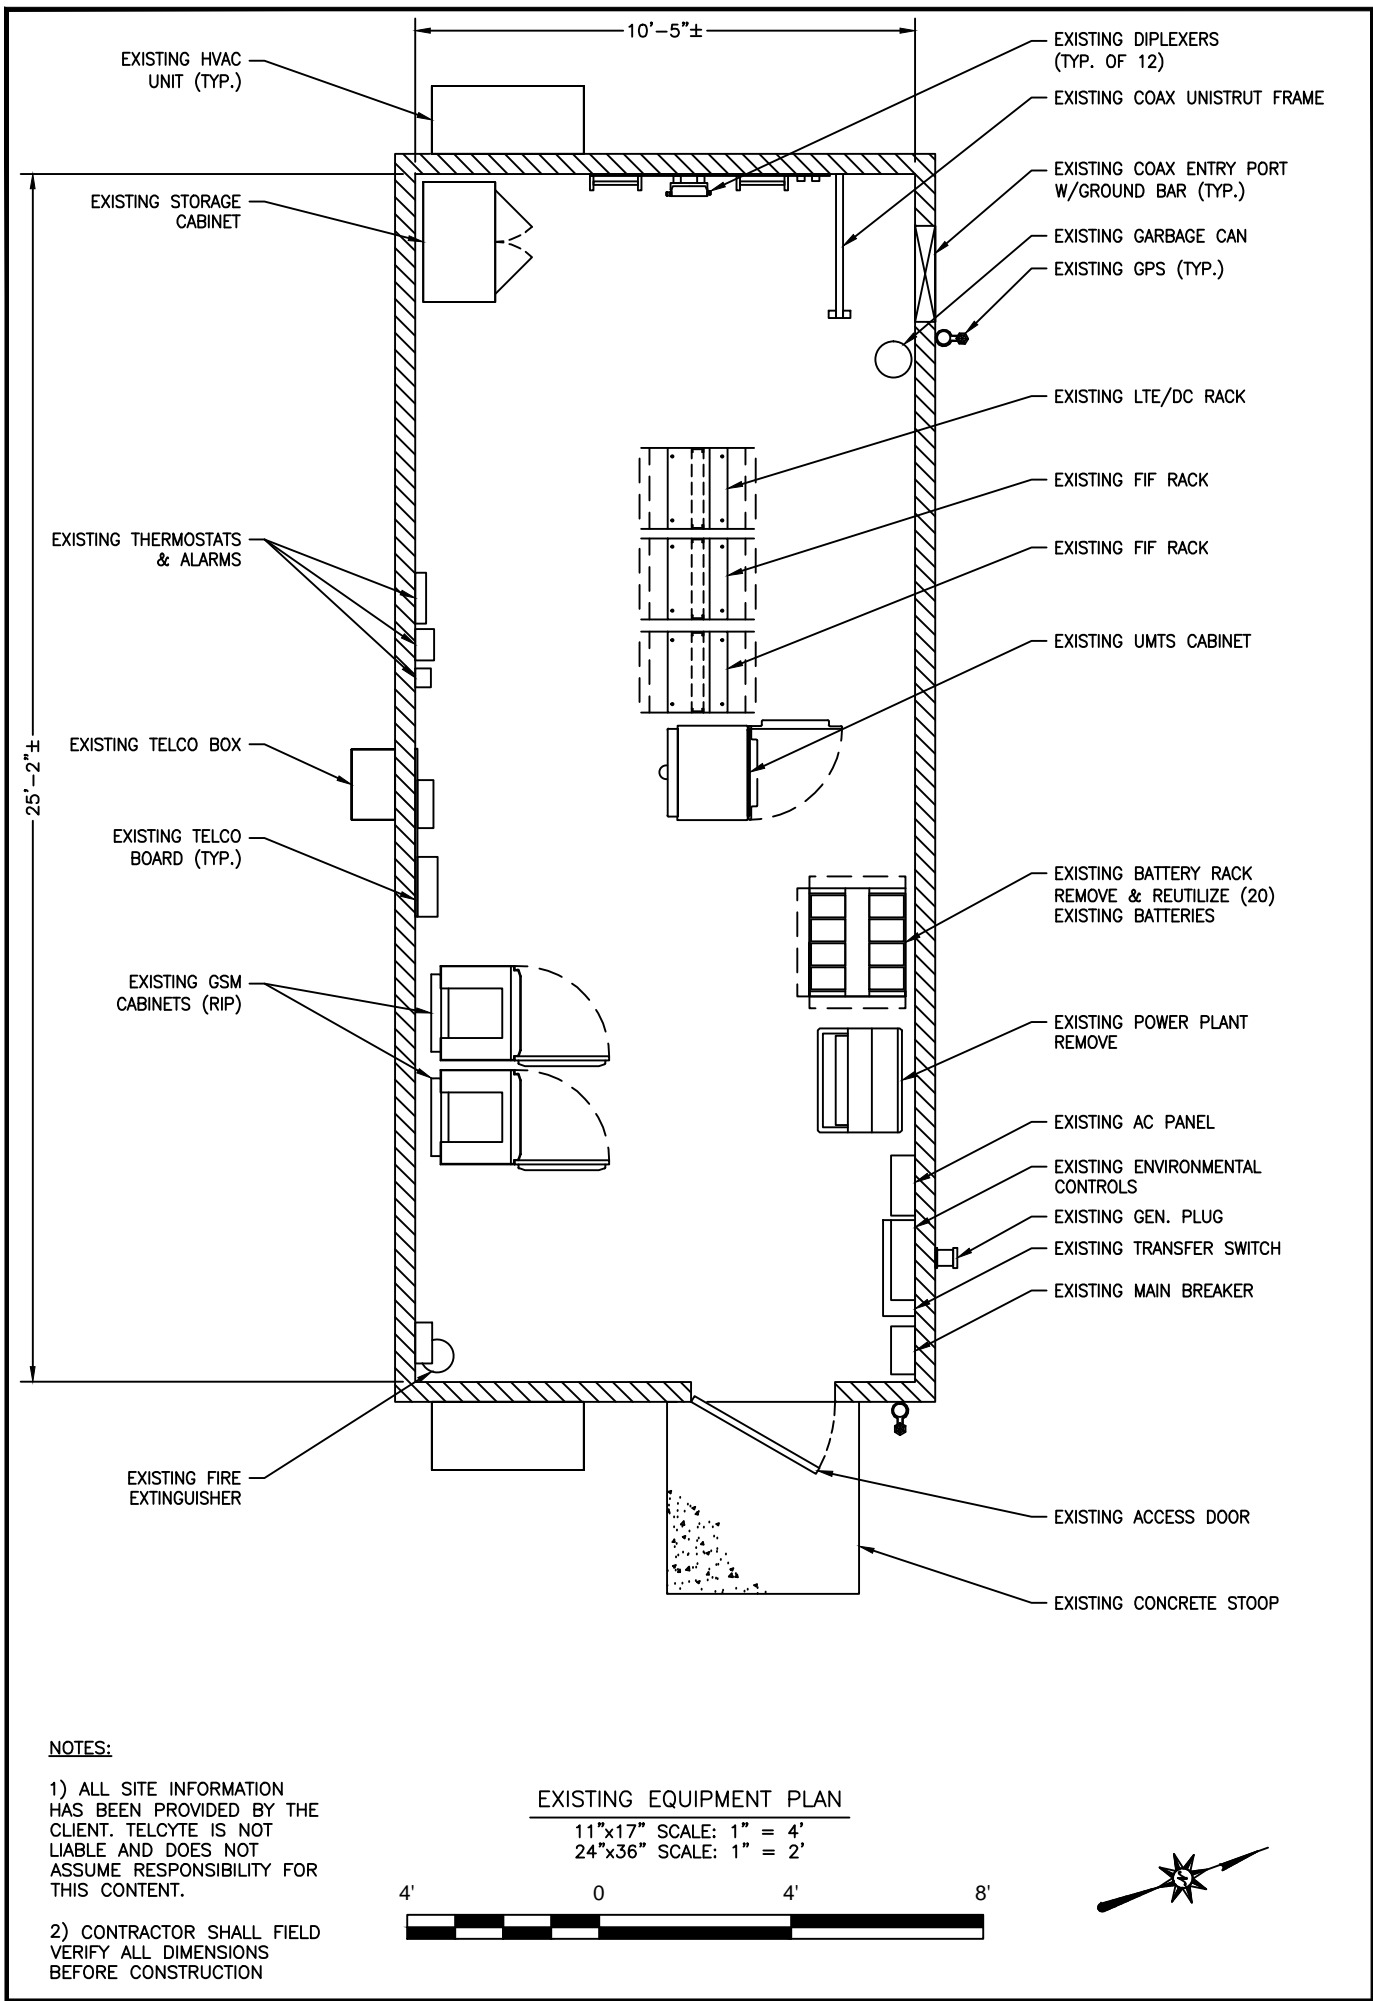 10'-5"±
EXISTING HVAC
UNIT (TYP.)
EXISTING DIPLEXERS
(TYP. OF 12)
EXISTING COAX UNISTRUT FRAME
EXISTING COAX ENTRY PORT
W/GROUND BAR (TYP.)
EXISTING STORAGE
CABINET
EXISTING GARBAGE CAN
EXISTING GPS (TYP.)
EXISTING LTE/DC RACK
EXISTING FIF RACK
EXISTING THERMOSTATS
& ALARMS
EXISTING FIF RACK
EXISTING UMTS CABINET
EXISTING TELCO BOX
25'-2"±
EXISTING TELCO
BOARD (TYP.)
EXISTING BATTERY RACK
REMOVE & REUTILIZE (20)
EXISTING BATTERIES
EXISTING GSM
CABINETS (RIP)
EXISTING POWER PLANT
REMOVE
EXISTING AC PANEL
EXISTING ENVIRONMENTAL
CONTROLS
EXISTING GEN. PLUG
EXISTING TRANSFER SWITCH
EXISTING MAIN BREAKER
EXISTING FIRE
EXTINGUISHER
EXISTING ACCESS DOOR
EXISTING CONCRETE STOOP
NOTES:
1) ALL SITE INFORMATION
HAS BEEN PROVIDED BY THE
CLIENT. TELCYTE IS NOT
LIABLE AND DOES NOT
ASSUME RESPONSIBILITY FOR
THIS CONTENT.
2) CONTRACTOR SHALL FIELD
VERIFY ALL DIMENSIONS
BEFORE CONSTRUCTION
EXISTING EQUIPMENT PLAN
11"x17" SCALE: 1" = 4'
24"x36" SCALE: 1" = 2'
4' 0 4' 8'
N